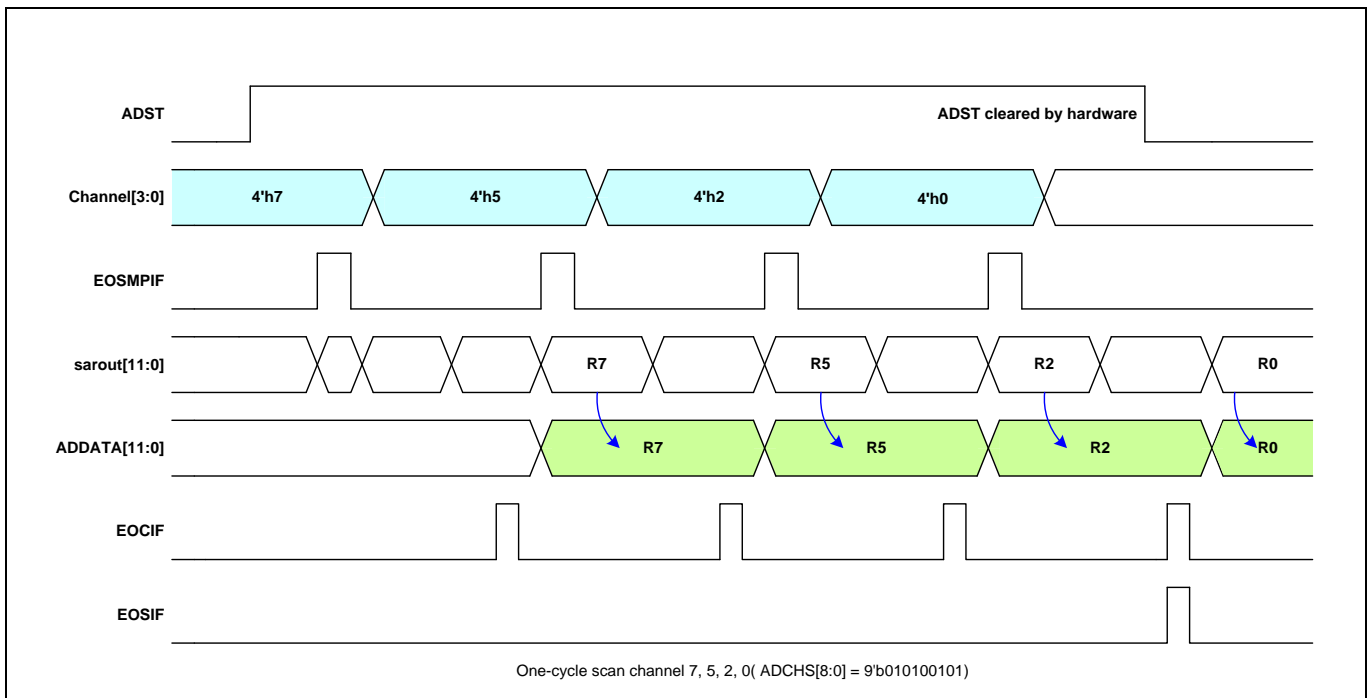 ADST
ADST cleared by hardware
Channel[3:0]
4'h7
4'h5
4'h2
4'h0
EOSMPIF
sarout[11:0]
R7
R5
R2
R0
ADDATA[11:0]
R7
R5
R2
R0
EOCIF
EOSIF
One-cycle scan channel 7, 5, 2, 0( ADCHS[8:0] = 9'b010100101)